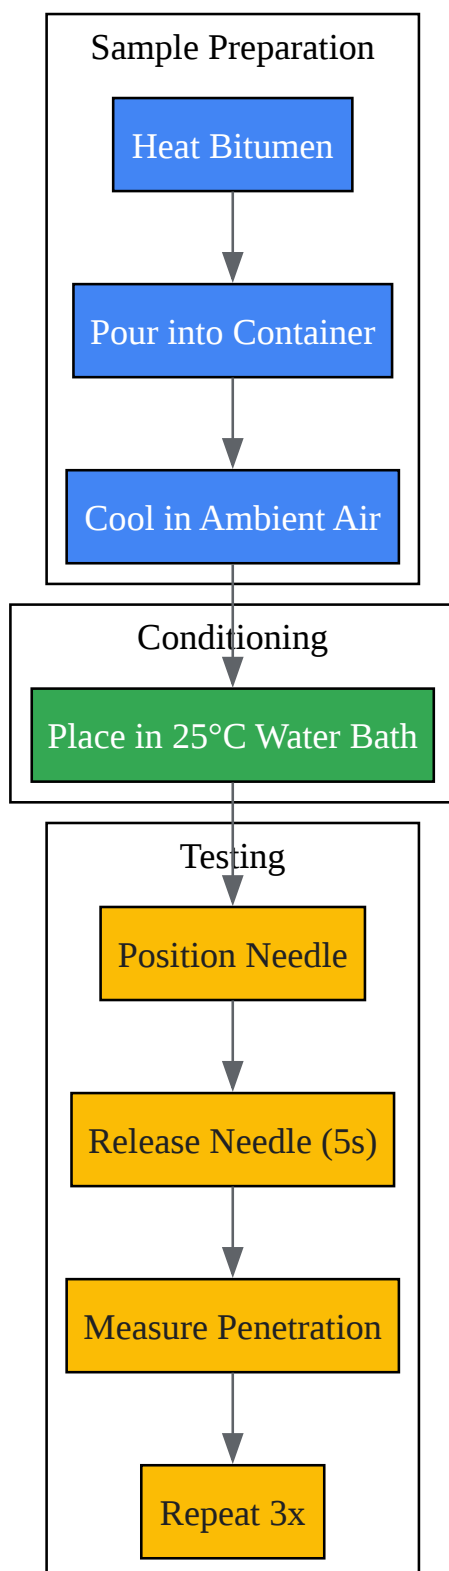 Sample Preparation
Heat Bitumen
Pour into Container
Cool in Ambient Air
Conditioning
Place in 25°C Water Bath
Testing
Position Needle
Release Needle (5s)
Measure Penetration
Repeat 3x